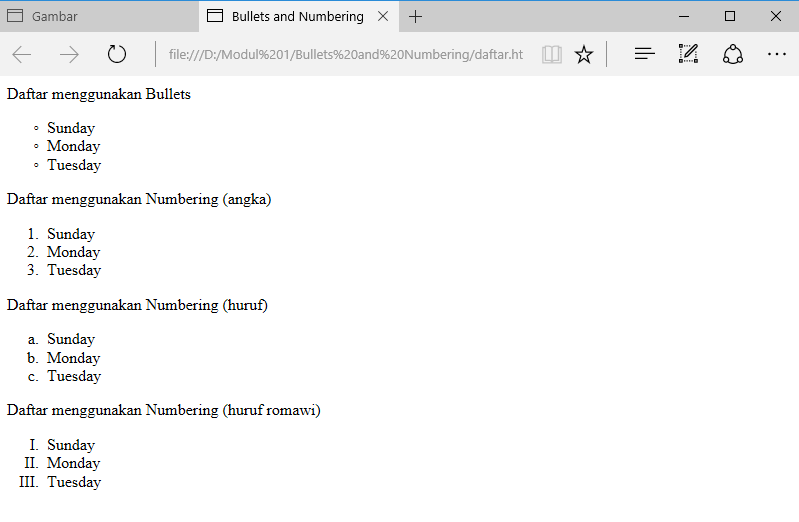 Gambar
Bullets and Numbering
file:///D:/Modul%201/Bullets%20and%20Numbering/daftar.ht
Daftar menggunakan Bullets
◦ Sunday
◦ Monday
◦ Tuesday
Daftar menggunakan Numbering (angka)
1. Sunday
2. Monday
3. Tuesday
Daftar menggunakan Numbering (huruf)
a. Sunday
b. Monday
c. Tuesday
Daftar menggunakan Numbering (huruf romawi)
I. Sunday
II. Monday
III. Tuesday